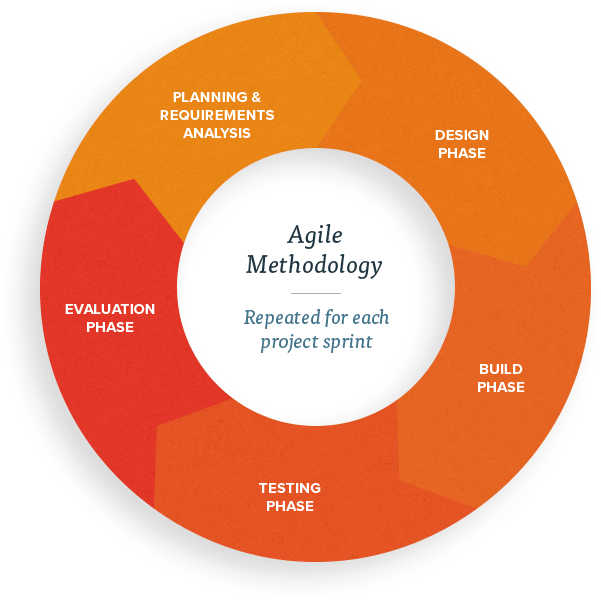 PLANNING &
REQUIREMENTS
ANALYSIS
DESIGN
PHASE
BUILD
PHASE
TESTING
PHASE
EVALUATION
PHASE
Agile
Methodology
Repeated for each
project sprint